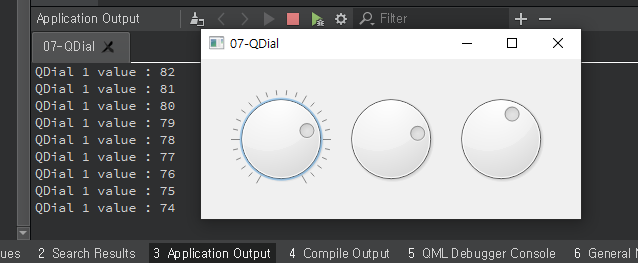 Application Output
Filter
07-QDial
07-QDial
QDial 1 value : 82
QDial 1 value : 81
QDial 1 value : 80
QDial 1 value : 79
QDial 1 value : 78
QDial 1 value : 77
QDial 1 value : 76
QDial 1 value : 75
QDial 1 value : 74
ues 2 Search Results 3 Application Output 4 Compile Output 5 QML Debugger Console 6 General M